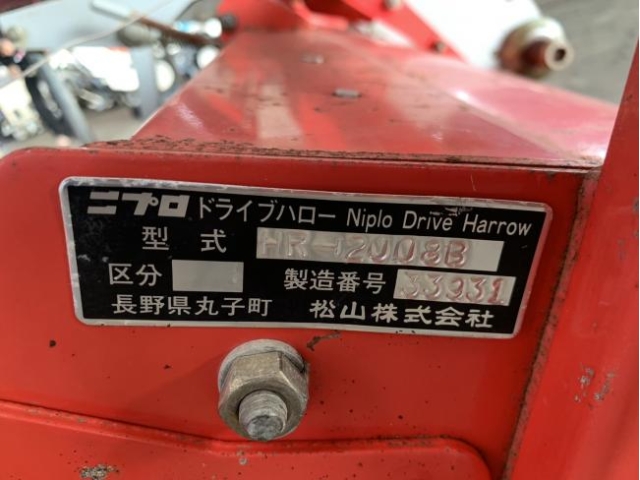 ニプロ ドライブハロー Niplo Drive Harrow
型式 HR-2008B
区分 製造番号 33931
長野県丸子町 松山株式会社